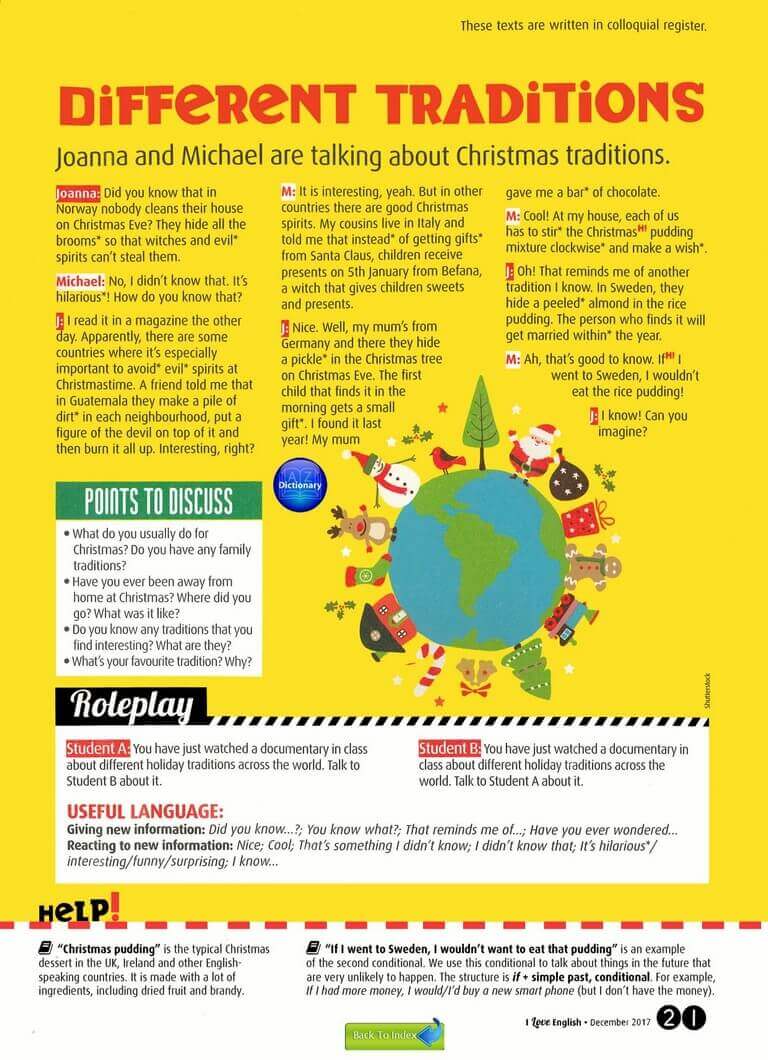 These texts are written in colloquial register.
DiFFERENT TRADiTiONS
Joanna and Michael are talking about Christmas traditions.
Joanna: Did you know that in
Norway nobody cleans their house
on Christmas Eve? They hide all the
brooms* so that witches and evil*
spirits can't steal them.
Michael: No, I didn't know that. It's
hilarious*! How do you know that?
J: I read it in a magazine the other
day. Apparently, there are some
countries where it's especially
important to avoid* evil* spirits at
Christmastime. A friend told me that
in Guatemala they make a pile of
dirt* in each neighbourhood, put a
figure of the devil on top of it and
then burn it all up. Interesting, right?
M: It is interesting, yeah. But in other
countries there are good Christmas
spirits. My cousins live in Italy and
told me that instead* of getting gifts*
from Santa Claus, children receive
presents on 5th January from Befana,
a witch that gives children sweets
and presents.
J: Nice. Well, my mum's from
Germany and there they hide
a pickle* in the Christmas tree
on Christmas Eve. The first
child that finds it in the
morning gets a small
gift*. I found it last
year! My mum
gave me a bar* of chocolate.
M: Cool! At my house, each of us
has to stir* the Christmas H! pudding
mixture clockwise* and make a wish*.
J: Oh! That reminds me of another
tradition I know. In Sweden, they
hide a peeled* almond in the rice
pudding. The person who finds it will
get married within* the year.
M: Ah, that's good to know. If H! I
went to Sweden, I wouldn't
eat the rice pudding!
J: I know! Can you
imagine?
AZ
Dictionary
POINTS TO DISCUSS
• What do you usually do for
Christmas? Do you have any family
traditions?
• Have you ever been away from
home at Christmas? Where did you
go? What was it like?
• Do you know any traditions that you
find interesting? What are they?
• What's your favourite tradition? Why?
Shutterstock
Roleplay
Student A: You have just watched a documentary in class
about different holiday traditions across the world. Talk to
Student B about it.
Student B: You have just watched a documentary in
class about different holiday traditions across the
world. Talk to Student A about it.
USEFUL LANGUAGE:
Giving new information: Did you know...?; You know what?; That reminds me of...; Have you ever wondered...
Reacting to new information: Nice; Cool; That's something I didn't know; I didn't know that; It's hilarious*/
interesting/funny/surprising; I know...
HELP!
"Christmas pudding" is the typical Christmas
dessert in the UK, Ireland and other English-
speaking countries. It is made with a lot of
ingredients, including dried fruit and brandy.
"If I went to Sweden, I wouldn't want to eat that pudding" is an example
of the second conditional. We use this conditional to talk about things in the future that
are very unlikely to happen. The structure is if + simple past, conditional. For example,
If I had more money, I would/I'd buy a new smart phone (but I don't have the money).
I Love English • December 2017 21
Back To Index